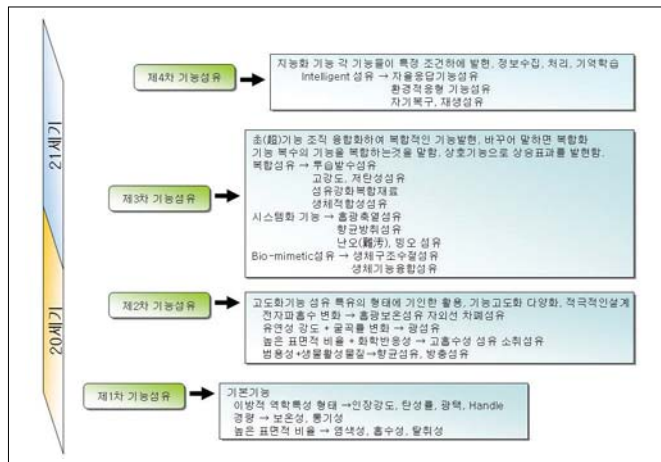 21세기
20세기
제4차 기능섬유
지능화 기능 각 기능들이 특정 조건하에 발현, 정보수집, 처리, 기억학습
Intelligent 섬유 → 자율응답기능섬유
환경적응형 기능섬유
자기복구, 재생섬유
제3차 기능섬유
초(超)기능 조직 융합화하여 복합적인 기능발현, 바꾸어 말하면 복합화
기능 복수의 기능을 복합하는것을 말함. 상호기능으로 상승효과를 발현함.
복합섬유 → 투습발수섬유
고강도, 저탄성섬유
섬유강화복합재료
생체적합성섬유
시스템화 기능 → 흡광축열섬유
향균방취섬유
난오(難汚), 방오 섬유
Bio-mimetic섬유 → 생체구조수절섬유
생체기능융합섬유
제2차 기능섬유
고도화기능 섬유 특유의 형태에 기인한 활용, 기능고도화 다양화, 적극적인설계
전자파흡수 변화 → 흡광보온섬유 자외선 차폐섬유
유연성 강도 + 굴곡률 변화 → 광섬유
높은 표면적 비율 + 화학반응성 → 고흡수성 섬유 소취섬유
범용성+생물활성물질→향균섬유, 방충섬유
제1차 기능섬유
기본기능
이방적 역학특성 형태 →인장강도, 탄성률, 광택, Handle
경량 → 보온성, 통기성
높은 표면적 비율 → 염색성, 흡수성, 탈취성